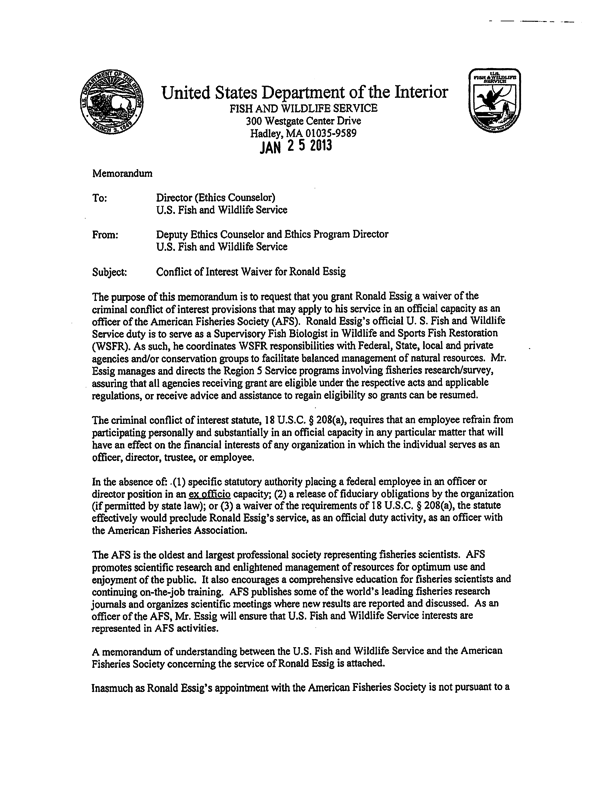 United States Department of the Interior
FISH AND WILDLIFE SERVICE
300 Westgate Center Drive
Hadley, MA 01035-9589
JAN 25 2013
U.S.
FISH & WILDLIFE
SERVICE
U.S. DEPARTMENT OF THE INTERIOR
MARCH 3, 1849
Memorandum
To: Director (Ethics Counselor)
U.S. Fish and Wildlife Service
From: Deputy Ethics Counselor and Ethics Program Director
U.S. Fish and Wildlife Service
Subject: Conflict of Interest Waiver for Ronald Essig
The purpose of this memorandum is to request that you grant Ronald Essig a waiver of the
criminal conflict of interest provisions that may apply to his service in an official capacity as an
officer of the American Fisheries Society (AFS). Ronald Essig's official U. S. Fish and Wildlife
Service duty is to serve as a Supervisory Fish Biologist in Wildlife and Sports Fish Restoration
(WSFR). As such, he coordinates WSFR responsibilities with Federal, State, local and private
agencies and/or conservation groups to facilitate balanced management of natural resources. Mr.
Essig manages and directs the Region 5 Service programs involving fisheries research/survey,
assuring that all agencies receiving grant are eligible under the respective acts and applicable
regulations, or receive advice and assistance to regain eligibility so grants can be resumed.
The criminal conflict of interest statute, 18 U.S.C. § 208(a), requires that an employee refrain from
participating personally and substantially in an official capacity in any particular matter that will
have an effect on the financial interests of any organization in which the individual serves as an
officer, director, trustee, or employee.
In the absence of: (1) specific statutory authority placing a federal employee in an officer or
director position in an ex officio capacity; (2) a release of fiduciary obligations by the organization
(if permitted by state law); or (3) a waiver of the requirements of 18 U.S.C. § 208(a), the statute
effectively would preclude Ronald Essig's service, as an official duty activity, as an officer with
the American Fisheries Association.
The AFS is the oldest and largest professional society representing fisheries scientists. AFS
promotes scientific research and enlightened management of resources for optimum use and
enjoyment of the public. It also encourages a comprehensive education for fisheries scientists and
continuing on-the-job training. AFS publishes some of the world's leading fisheries research
journals and organizes scientific meetings where new results are reported and discussed. As an
officer of the AFS, Mr. Essig will ensure that U.S. Fish and Wildlife Service interests are
represented in AFS activities.
A memorandum of understanding between the U.S. Fish and Wildlife Service and the American
Fisheries Society concerning the service of Ronald Essig is attached.
Inasmuch as Ronald Essig's appointment with the American Fisheries Society is not pursuant to a